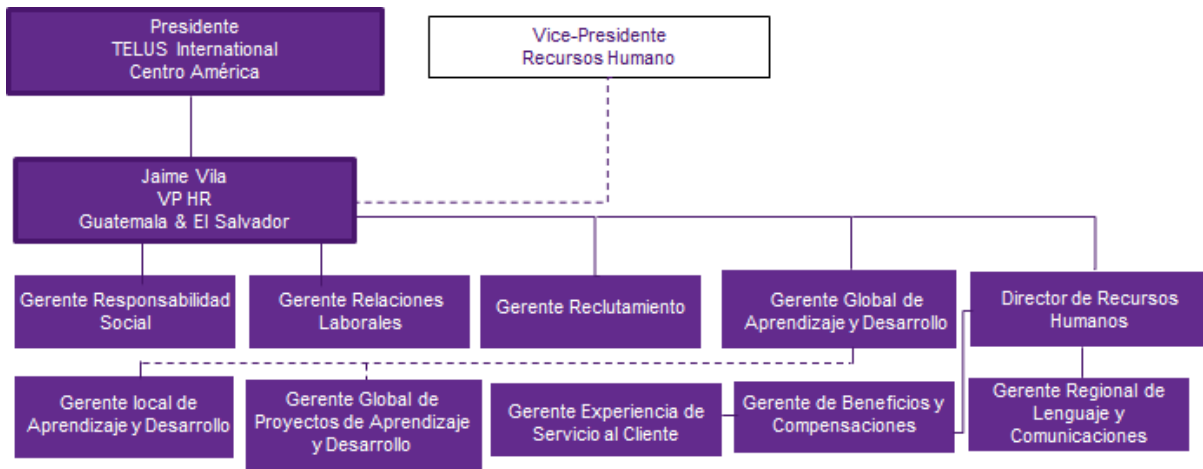 Presidente
TELUS International
Centro América
Vice-Presidente
Recursos Humano
Jaime Vila
VP HR
Guatemala & El Salvador
Gerente Responsabilidad
Social
Gerente Relaciones
Laborales
Gerente Reclutamiento
Gerente Global de
Aprendizaje y Desarrollo
Director de Recursos
Humanos
Gerente local de
Aprendizaje y Desarrollo
Gerente Global de
Proyectos de Aprendizaje
y Desarrollo
Gerente Experiencia de
Servicio al Cliente
Gerente de Beneficios y
Compensaciones
Gerente Regional de
Lenguaje y
Comunicaciones